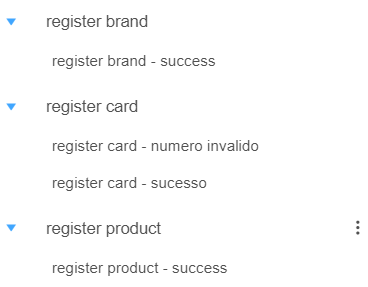 register brand
register brand - success
register card
register card - numero invalido
register card - sucesso
register product
register product - success